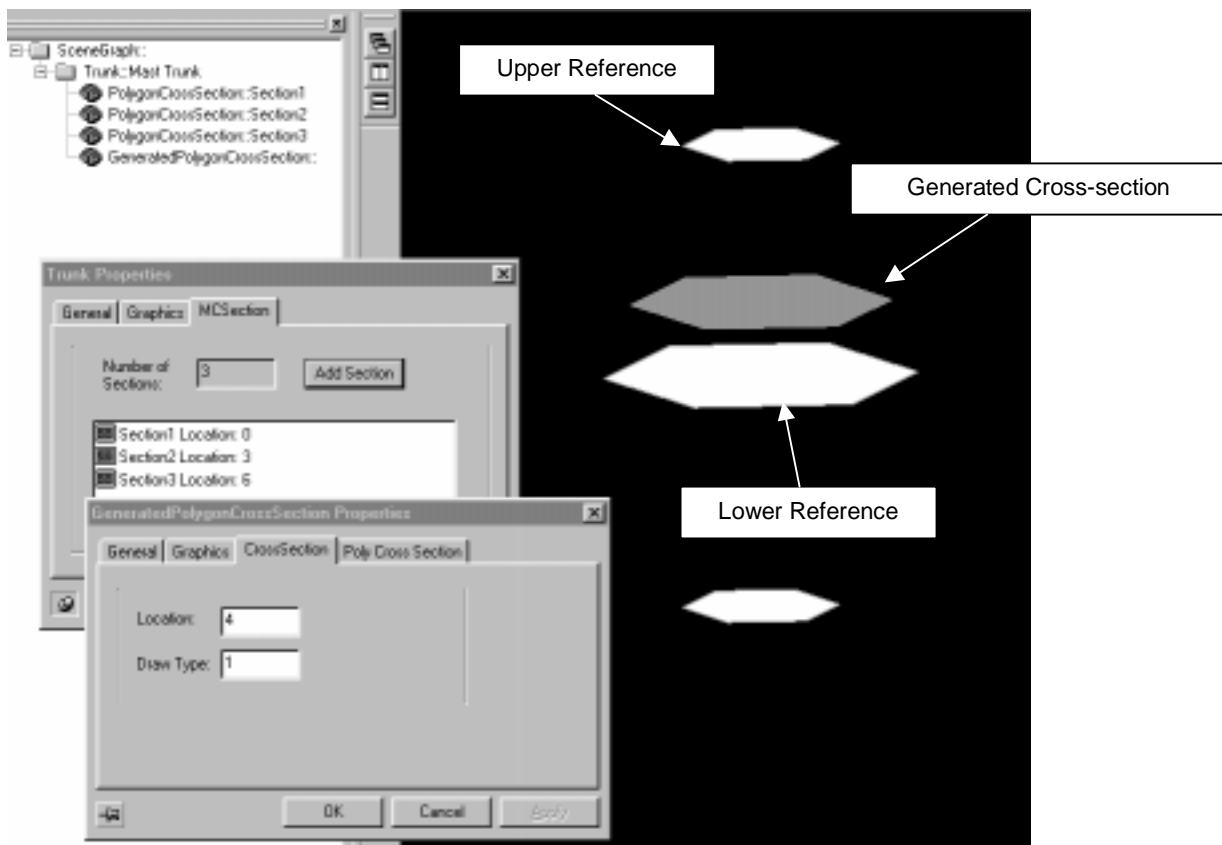 SceneGraph::
Trunk::Mast Trunk
PolygonCrossSection::Section1
PolygonCrossSection::Section2
PolygonCrossSection::Section3
GeneratedPolygonCrossSection::
Upper Reference
Generated Cross-section
Lower Reference
Trunk Properties
General Graphics MCSection
Number of
Sections:
3
Add Section
Section1 Location: 0
Section2 Location: 3
Section3 Location: 6
GeneratedPolygonCrossSection Properties
General Graphics CrossSection Poly Cross Section
Location: 4
Draw Type: 1
OK Cancel Apply